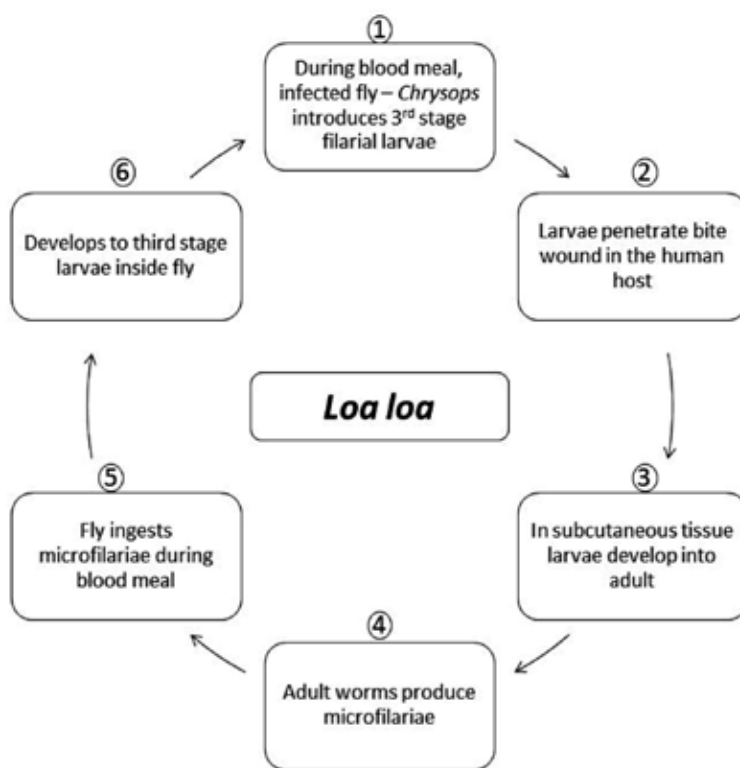 ①
During blood meal,
infected fly – Chrysops
introduces 3rd stage
filarial larvae
②
Larvae penetrate bite
wound in the human
host
③
In subcutaneous tissue
larvae develop into
adult
④
Adult worms produce
microfilariae
⑤
Fly ingests
microfilariae during
blood meal
⑥
Develops to third stage
larvae inside fly
Loa loa